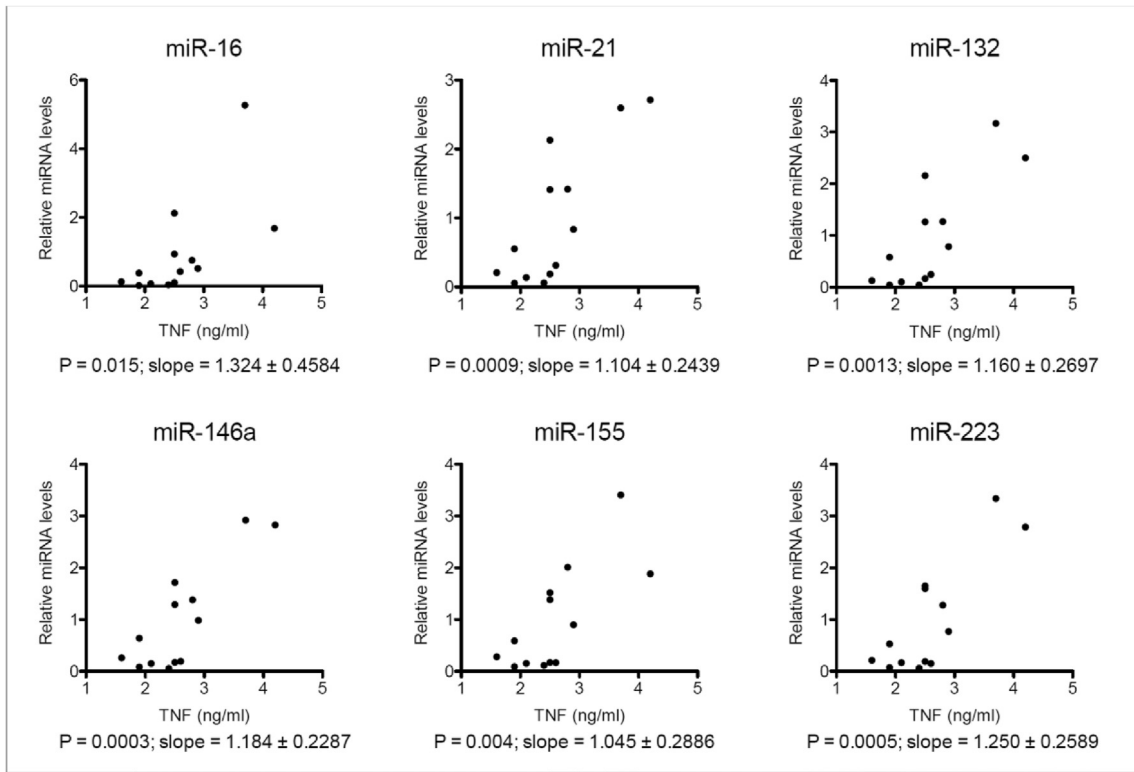 miR-16
miR-21
miR-132
Relative miRNA levels
6
4
2
0
1 2 3 4 5
TNF (ng/ml)
P = 0.015; slope = 1.324 ± 0.4584
Relative miRNA levels
3
2
1
0
1 2 3 4 5
TNF (ng/ml)
P = 0.0009; slope = 1.104 ± 0.2439
Relative miRNA levels
4
3
2
1
0
1 2 3 4 5
TNF (ng/ml)
P = 0.0013; slope = 1.160 ± 0.2697
miR-146a
miR-155
miR-223
Relative miRNA levels
4
3
2
1
0
1 2 3 4 5
TNF (ng/ml)
P = 0.0003; slope = 1.184 ± 0.2287
Relative miRNA levels
4
3
2
1
0
1 2 3 4 5
TNF (ng/ml)
P = 0.004; slope = 1.045 ± 0.2886
Relative miRNA levels
4
3
2
1
0
1 2 3 4 5
TNF (ng/ml)
P = 0.0005; slope = 1.250 ± 0.2589